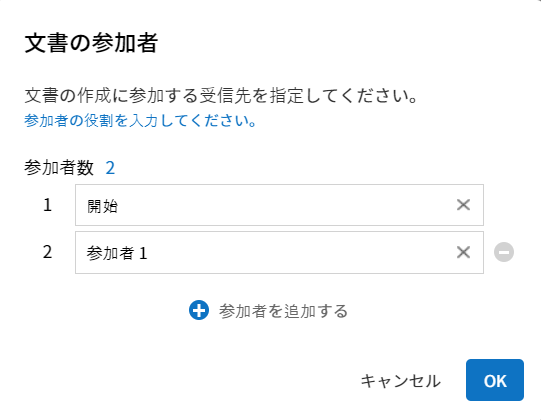 文書の参加者
文書の作成に参加する受信先を指定してください。
参加者の役割を入力してください。
参加者数 2
1 開始
2 参加者 1
参加者を追加する
キャンセル OK